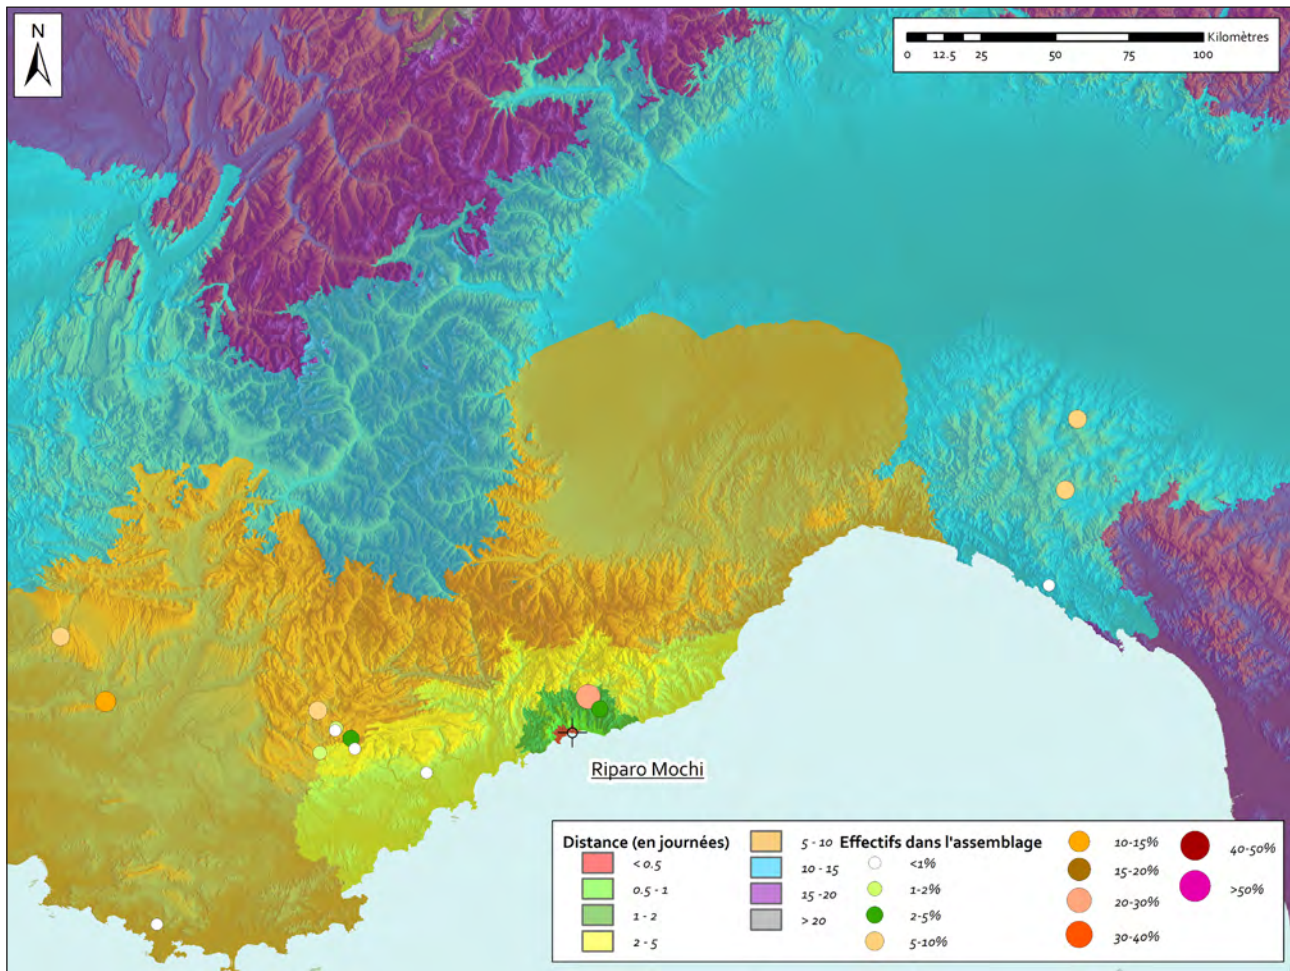 N
Kilomètres
0 12.5 25 50 75 100
Riparo Mochi
Distance (en journées)
< 0.5
0.5 - 1
1 - 2
2 - 5
5 - 10
10 - 15
15 -20
> 20
Effectifs dans l'assemblage
<1%
1-2%
2-5%
5-10%
10-15%
15-20%
20-30%
30-40%
40-50%
>50%